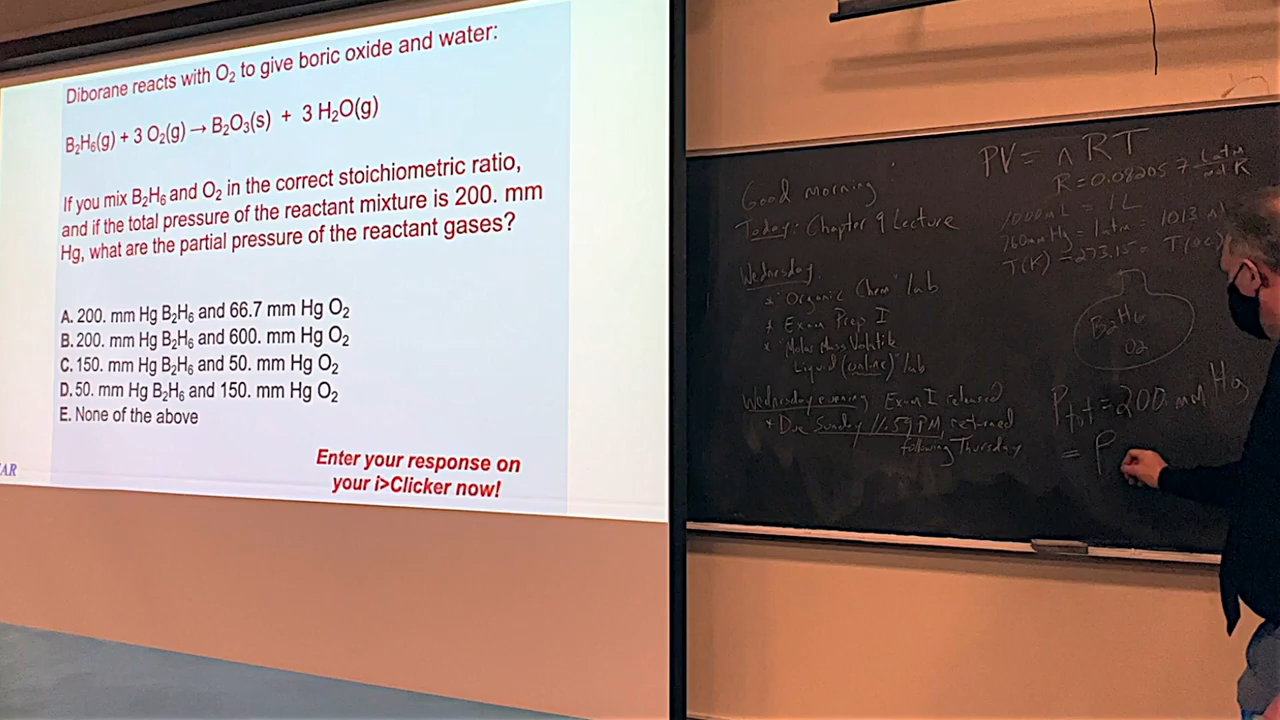 Diborane reacts with O₂ to give boric oxide and water:
B₂H₆(g) + 3 O₂(g) → B₂O₃(s) + 3 H₂O(g)
If you mix B₂H₆ and O₂ in the correct stoichiometric ratio,
and if the total pressure of the reactant mixture is 200. mm
Hg, what are the partial pressure of the reactant gases?
A. 200. mm Hg B₂H₆ and 66.7 mm Hg O₂
B. 200. mm Hg B₂H₆ and 600. mm Hg O₂
C. 150. mm Hg B₂H₆ and 50. mm Hg O₂
D. 50. mm Hg B₂H₆ and 150. mm Hg O₂
E. None of the above
Enter your response on
your i>Clicker now!
AR
Good morning
Today: Chapter 9 Lecture
Wednesday:
* "Organic Chem" lab
* Exam Prep I
* "Molar Mass Volatile
Liquid (online)" lab
Wednesday evening Exam I released
* Due Sunday 11:59 PM, returned
following Thursday
PV = nRT
R = 0.082057 L atm
mol K
1000 mL = 1 L
760 mm Hg = 1 atm = 1013
T(K) = 273.15 + T(°C)
B₂H₆
O₂
Ptot = 200. mm Hg
= P